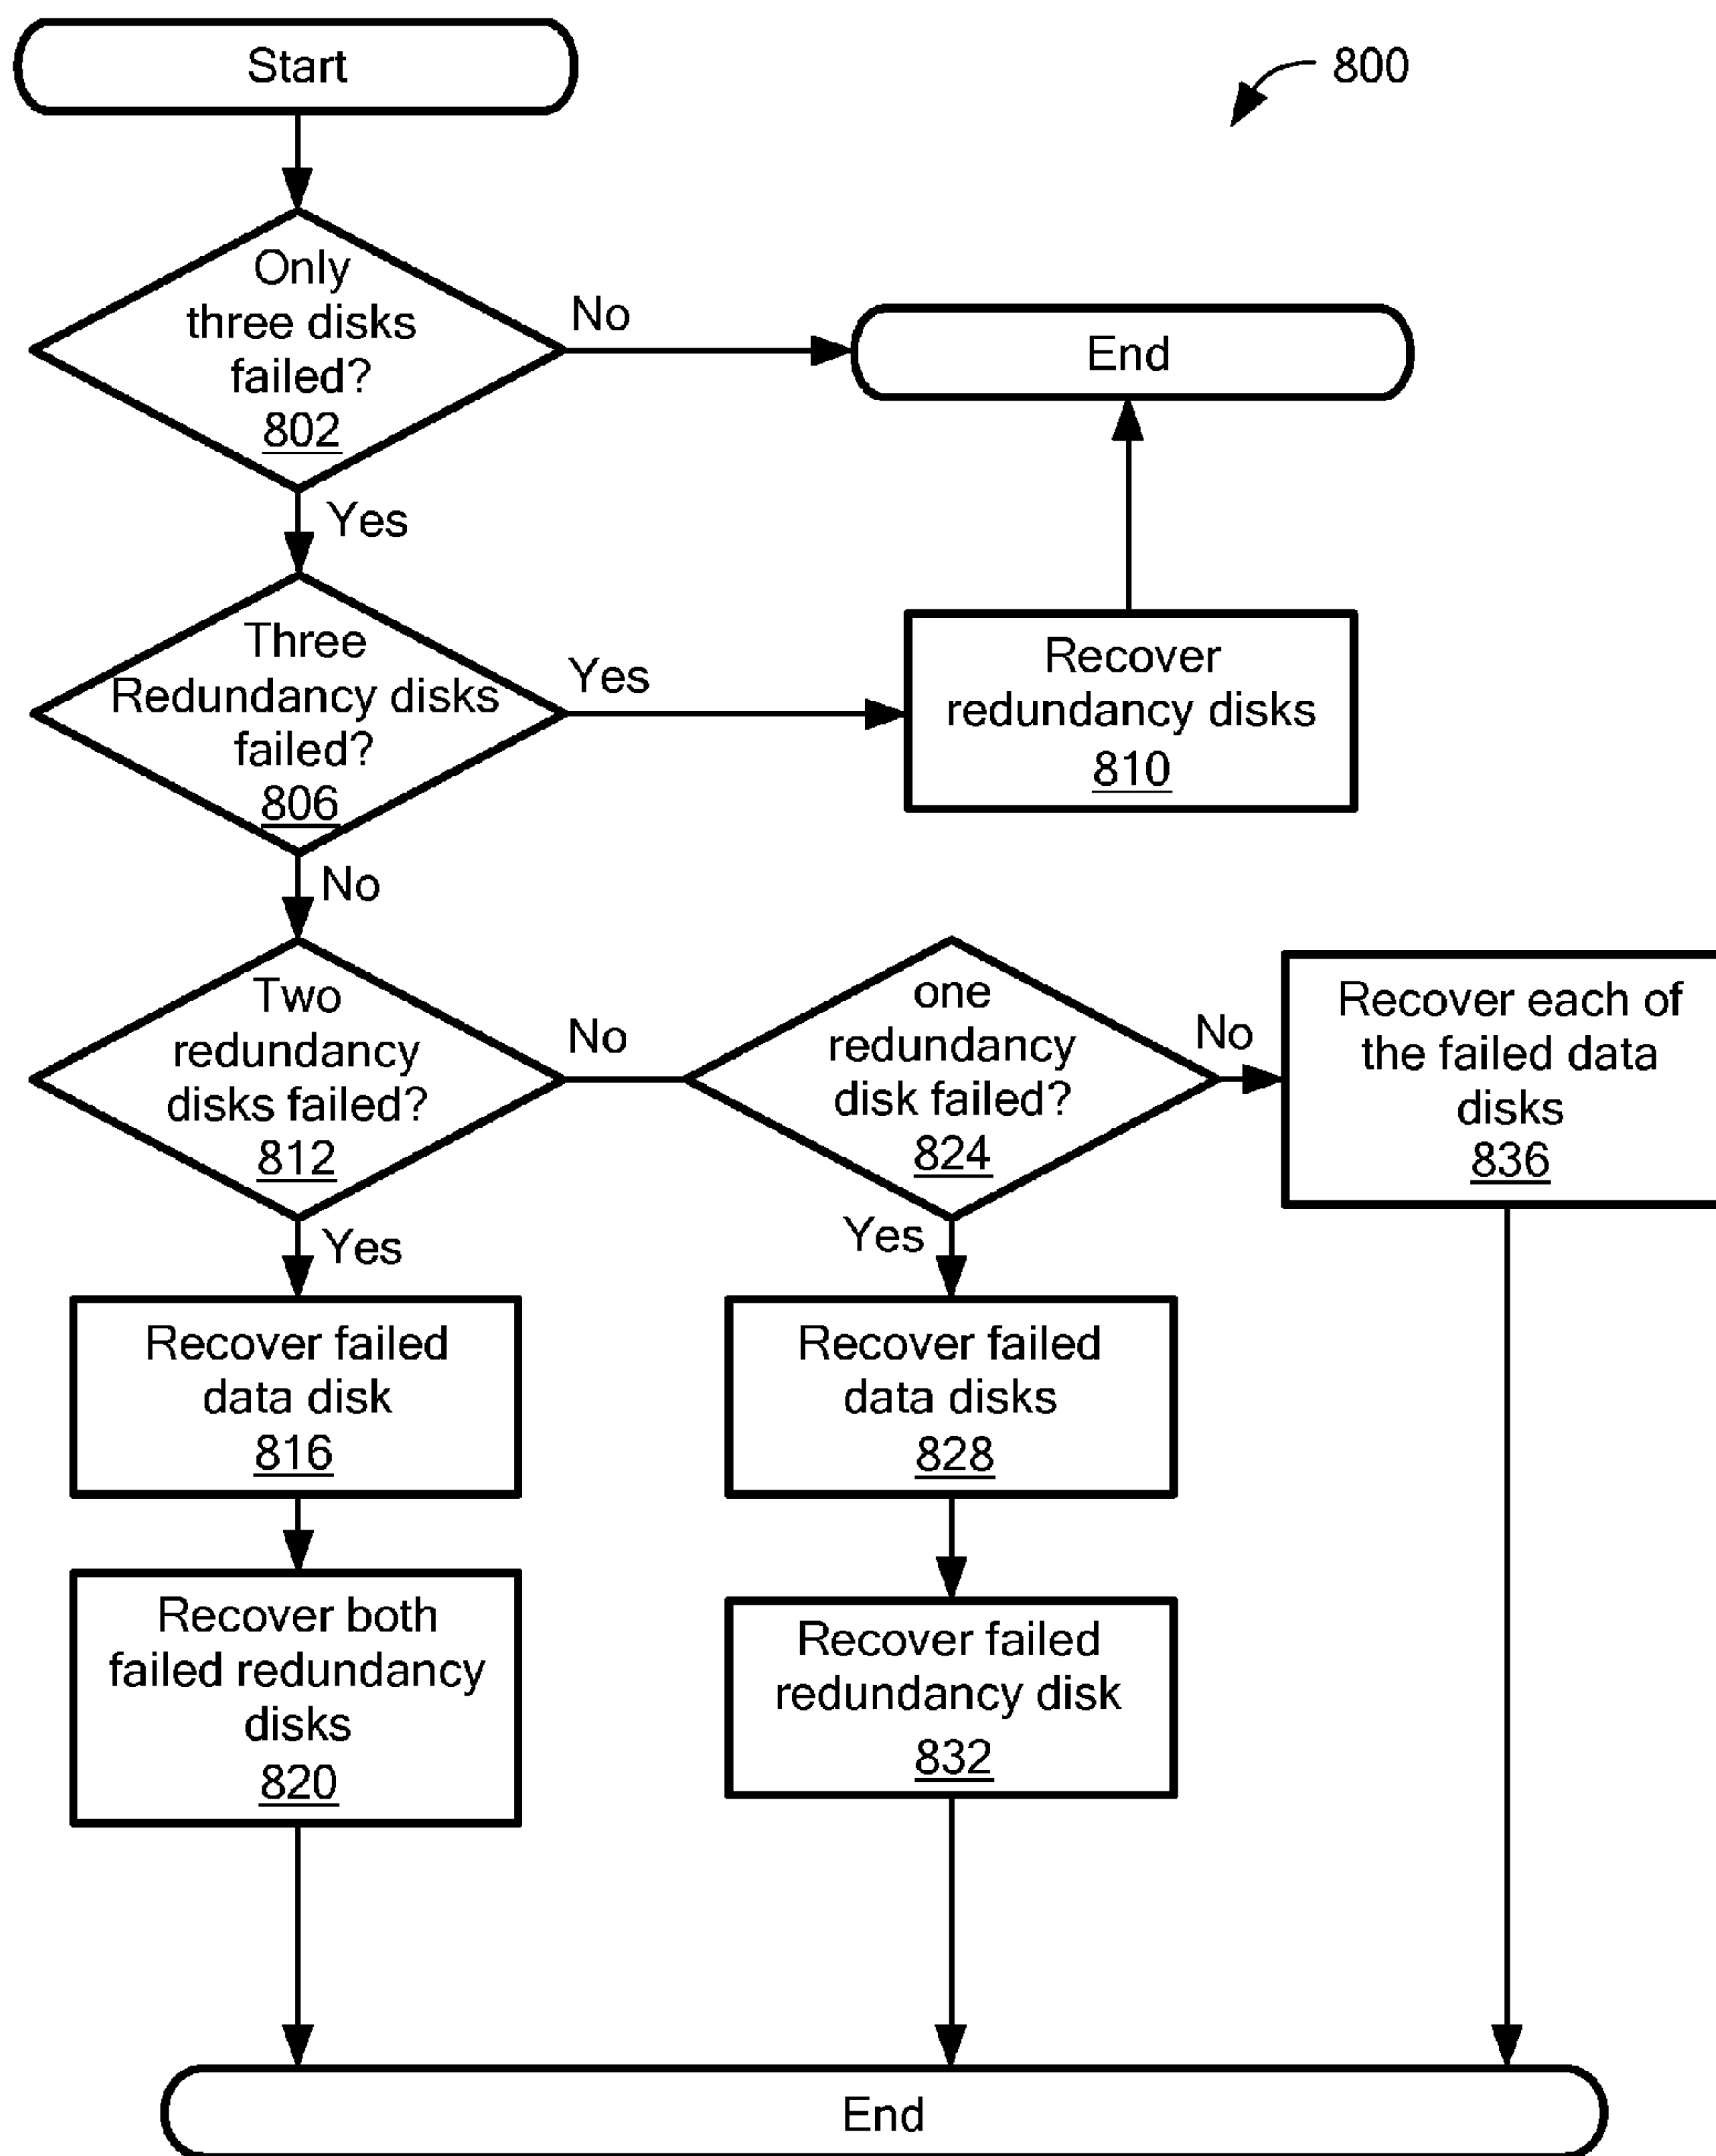 Start
800
Only
three disks
failed?
802
No
End
Yes
Three
Redundancy disks
failed?
806
Yes
Recover
redundancy disks
810
No
Two
redundancy
disks failed?
812
No
one
redundancy
disk failed?
824
No
Recover each of
the failed data
disks
836
Yes
Yes
Recover failed
data disk
816
Recover failed
data disks
828
Recover both
failed redundancy
disks
820
Recover failed
redundancy disk
832
End